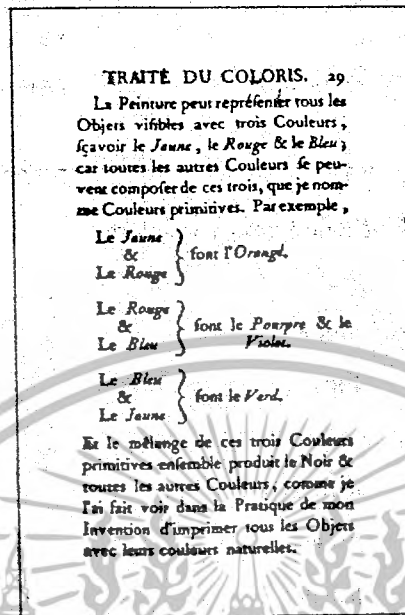 TRAITÉ DU COLORIS. 29
La Peinture peut repréſenter tous les
Objets viſibles avec trois Couleurs,
ſçavoir le Jaune, le Rouge & le Bleu;
car toutes les autres Couleurs ſe peu-
vent compoſer de ces trois, que je nom-
me Couleurs primitives. Par exemple,
Le Jaune
&
Le Rouge
} font l'Orangé.
Le Rouge
&
Le Bleu
} font le Pourpre & le
Violet.
Le Bleu
&
Le Jaune
} font le Verd.
Et le mélange de ces trois Couleurs
primitives enſemble produit le Noir &
toutes les autres Couleurs, comme je
l'ai fait voir dans la Pratique de mon
Invention d'imprimer tous les Objets
avec leurs couleurs naturelles.